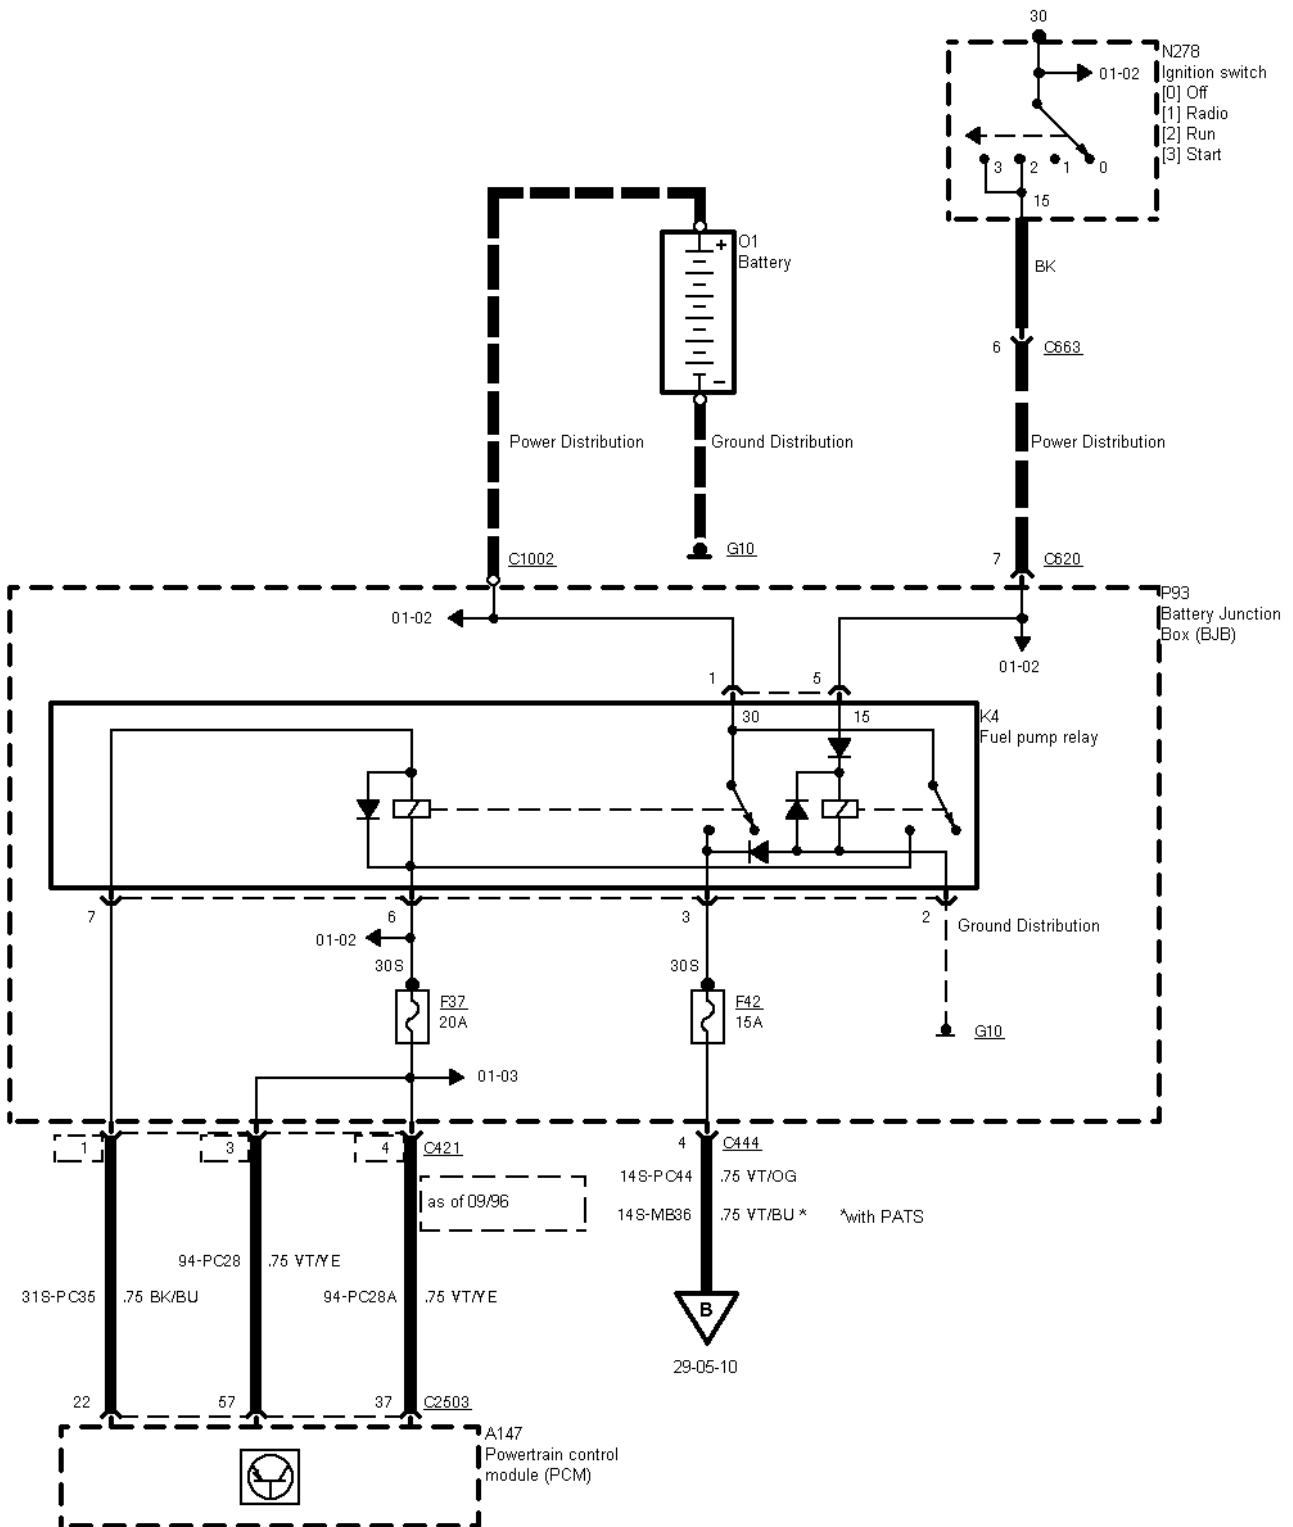 30
N278
Ignition switch
[0] Off
[1] Radio
[2] Run
[3] Start
01-02
3 2 1 0
15
BK
6 C663
+
O1
Battery
–
Power Distribution
Ground Distribution
Power Distribution
C1002
G10
7 C620
P93
Battery Junction
Box (BJB)
01-02
01-02
1 5
30 15
K4
Fuel pump relay
7 6 3 2
Ground Distribution
01-02
30S 30S
F37
20A
F42
15A
G10
01-03
1 3 4 C421
4 C444
as of 09/96
14S-PC44 .75 VT/OG
14S-MB36 .75 VT/BU * *with PATS
94-PC28 .75 VT/YE
31S-PC35 .75 BK/BU
94-PC28A .75 VT/YE
B
29-05-10
22 57 37 C2503
A147
Powertrain control
module (PCM)